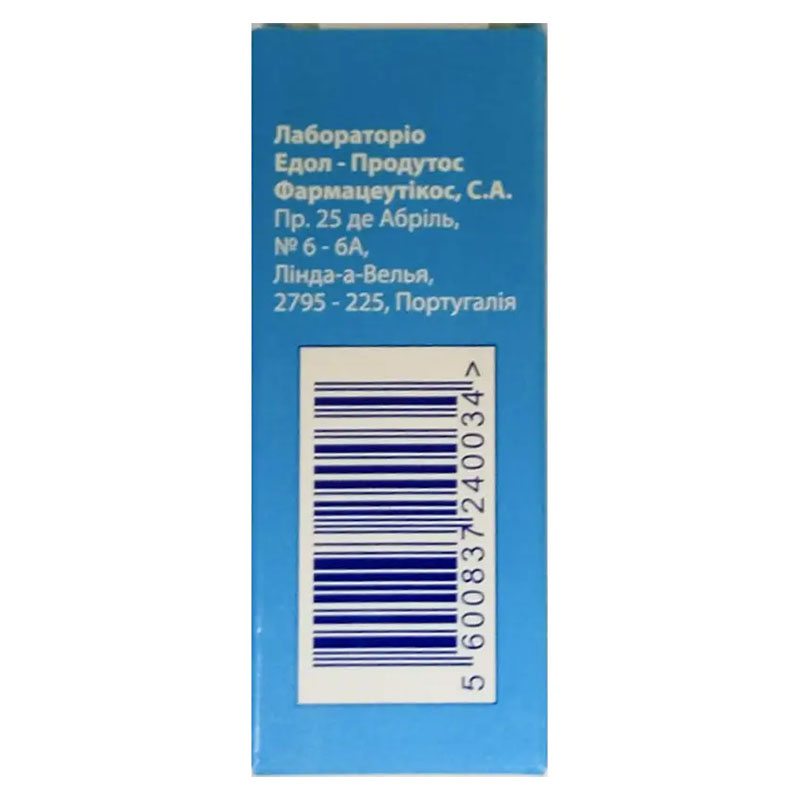 Лабораторіо
Едол - Продутос
Фармацеутікос, С.А.
Пр. 25 де Абріль,
№ 6 - 6А,
Лінда-а-Велья,
2795 - 225, Португалія
5 600837 240034 >